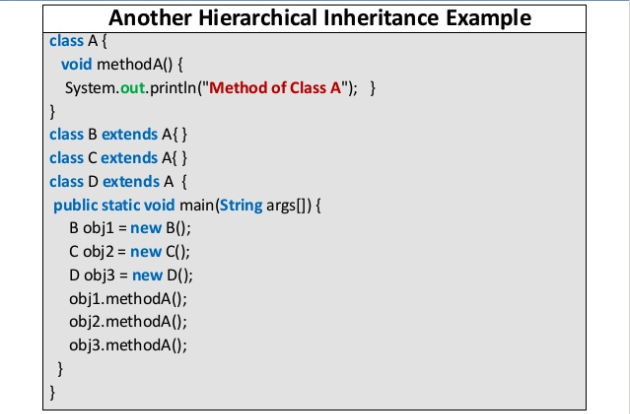 Another Hierarchical Inheritance Example
class A {
void methodA() {
System.out.println("Method of Class A"); }
}
class B extends A{ }
class C extends A{ }
class D extends A {
public static void main(String args[]) {
B obj1 = new B();
C obj2 = new C();
D obj3 = new D();
obj1.methodA();
obj2.methodA();
obj3.methodA();
}
}